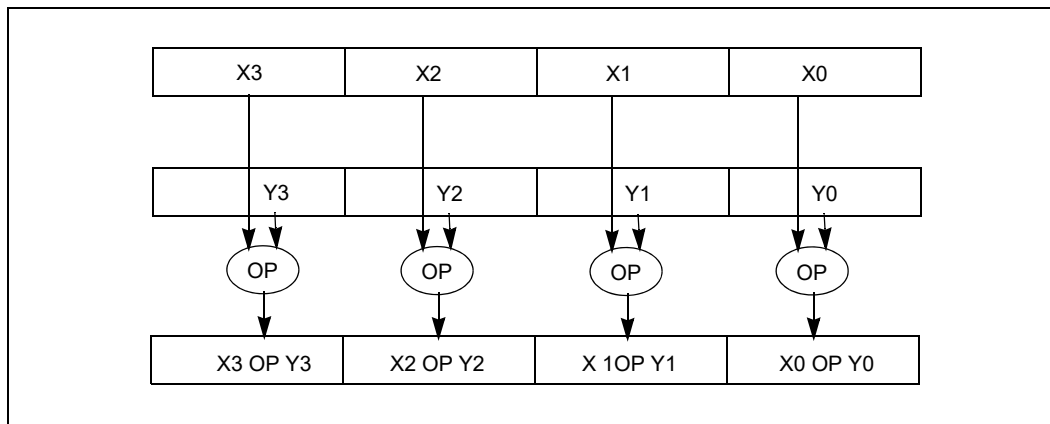 X3 X2 X1 X0
Y3 Y2 Y1 Y0
OP OP OP OP
X3 OP Y3 X2 OP Y2 X 1OP Y1 X0 OP Y0